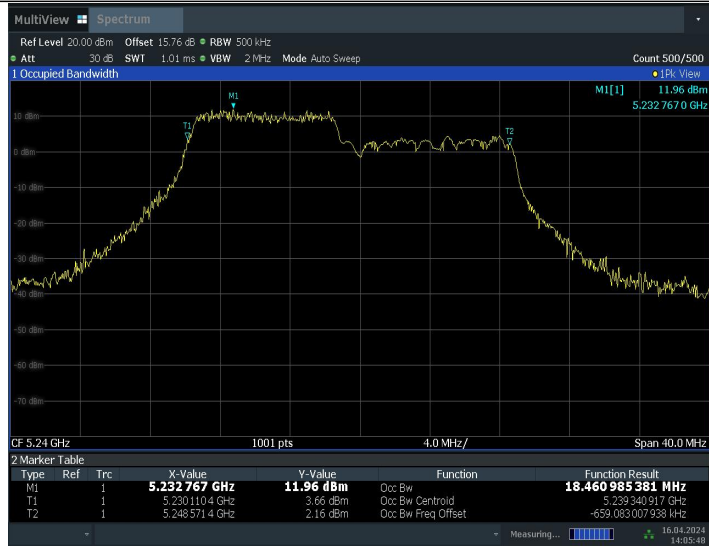 MultiView Spectrum
Ref Level 20.00 dBm Offset 15.76 dB RBW 500 kHz
Att 30 dB SWT 1.01 ms VBW 2 MHz Mode Auto Sweep Count 500/500
1 Occupied Bandwidth 1Pk View
M1[1] 11.96 dBm
5.232 767 0 GHz
M1
10 dBm
T1
T2
0 dBm
-10 dBm
-20 dBm
-30 dBm
-40 dBm
-50 dBm
-60 dBm
-70 dBm
CF 5.24 GHz 1001 pts 4.0 MHz/ Span 40.0 MHz
2 Marker Table
Type Ref Trc X-Value Y-Value Function Function Result
M1 1 5.232 767 GHz 11.96 dBm Occ Bw 18.460 985 381 MHz
T1 1 5.230 110 4 GHz 3.66 dBm Occ Bw Centroid 5.239 340 917 GHz
T2 1 5.248 571 4 GHz 2.16 dBm Occ Bw Freq Offset -659.083 007 938 kHz
Measuring... 16.04.2024
14:05:48